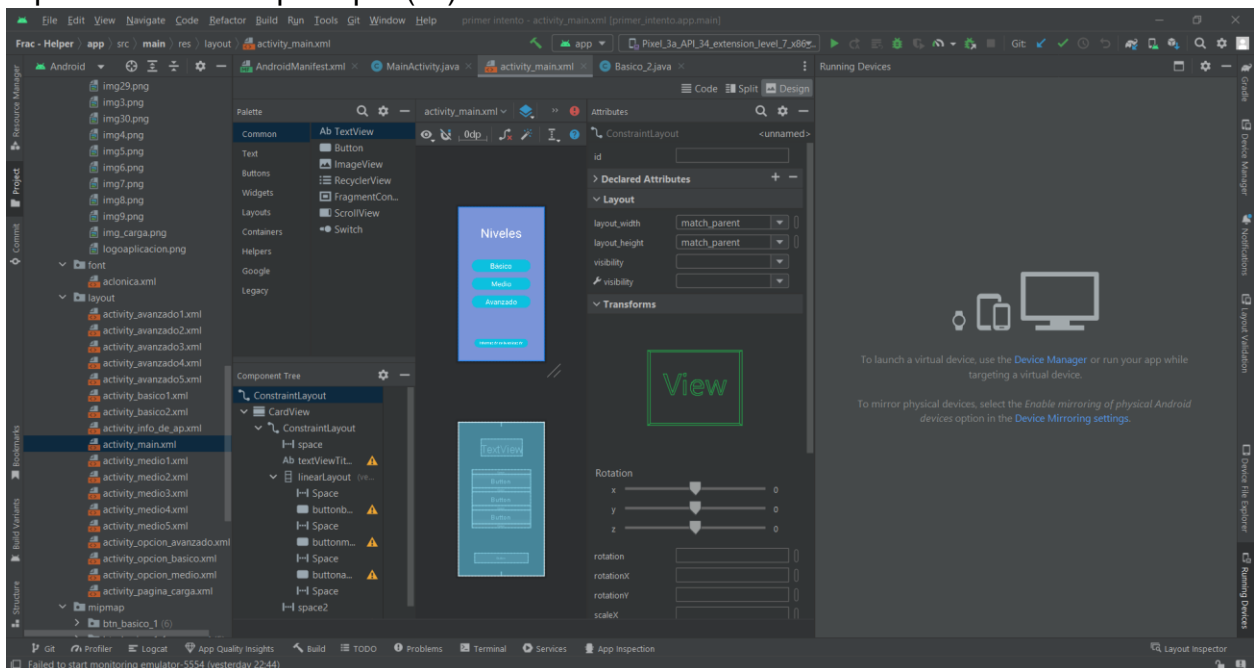 File Edit View Navigate Code Refactor Build Run Tools Git Window Help primer intento - activity_main.xml [primer_intento.app.main]
Frac - Helper app src main res layout activity_main.xml app Pixel_3a_API_34_extension_level_7_x86 Git:
Android AndroidManifest.xml MainActivity.java activity_main.xml Basico_2.java Running Devices
Code Split Design
img29.png
img3.png
img30.png
img4.png
img5.png
img6.png
img7.png
img8.png
img9.png
img_carga.png
logoaplicacion.png
font
aclonica.xml
layout
activity_avanzado1.xml
activity_avanzado2.xml
activity_avanzado3.xml
activity_avanzado4.xml
activity_avanzado5.xml
activity_basico1.xml
activity_basico2.xml
activity_info_de_ap.xml
activity_main.xml
activity_medio1.xml
activity_medio2.xml
activity_medio3.xml
activity_medio4.xml
activity_medio5.xml
activity_opcion_avanzado.xml
activity_opcion_basico.xml
activity_opcion_medio.xml
activity_pagina_carga.xml
mipmap
btn_basico_1 (6)
Palette
Common
Text
Buttons
Widgets
Layouts
Containers
Helpers
Google
Legacy
Ab TextView
Button
ImageView
RecyclerView
FragmentCon...
ScrollView
Switch
Component Tree
ConstraintLayout
CardView
ConstraintLayout
space
Ab textViewTit...
linearLayout (ve...
Space
buttonb...
Space
buttonm...
Space
buttona...
Space
space2
activity_main.xml
0dp
Niveles
Básico
Medio
Avanzado
TextView
Button
Button
Button
Attributes
ConstraintLayout <unnamed>
id
Declared Attributes
Layout
layout_width match_parent
layout_height match_parent
visibility
visibility
Transforms
View
Rotation
x 0
y 0
z 0
rotation
rotationX
rotationY
scaleX
To launch a virtual device, use the Device Manager or run your app while
targeting a virtual device.
To mirror physical devices, select the Enable mirroring of physical Android
devices option in the Device Mirroring settings.
Resource Manager
Project
Commit
Bookmarks
Build Variants
Structure
Gradle
Device Manager
Notifications
Layout Validation
Device File Explorer
Running Devices
Git Profiler Logcat App Quality Insights Build TODO Problems Terminal Services App Inspection Layout Inspector
Failed to start monitoring emulator-5554 (yesterday 22:44)